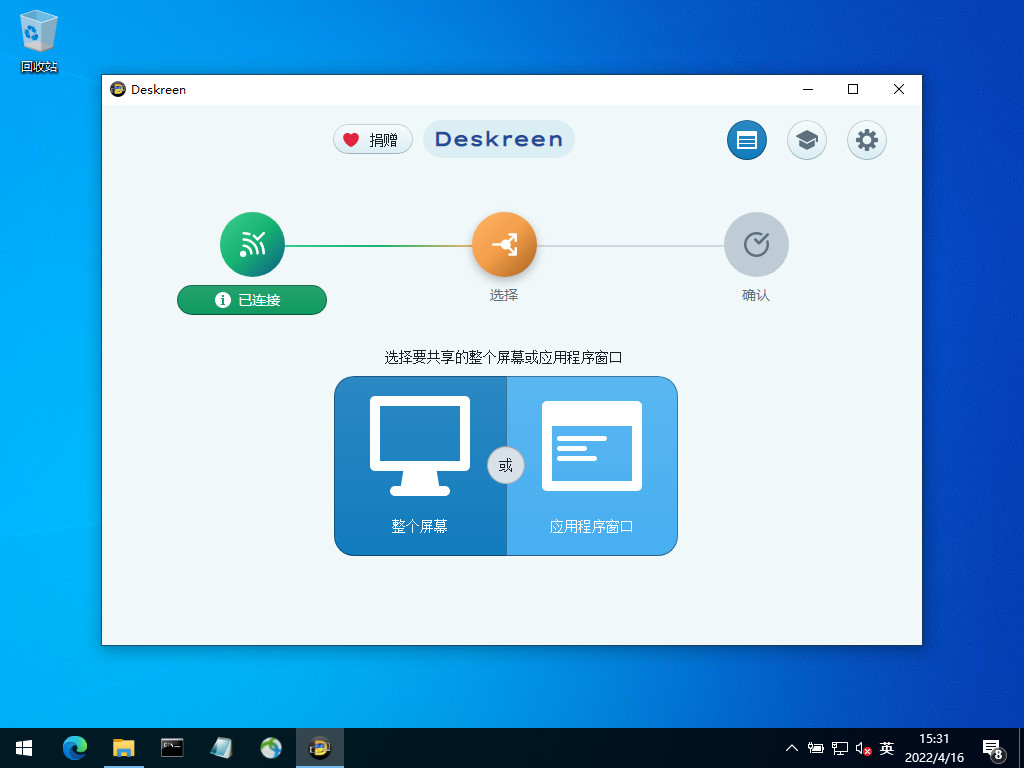 回收站
Deskreen
捐赠
Deskreen
已连接
选择
确认
选择要共享的整个屏幕或应用程序窗口
或
整个屏幕
应用程序窗口
英
15:31
2022/4/16
8